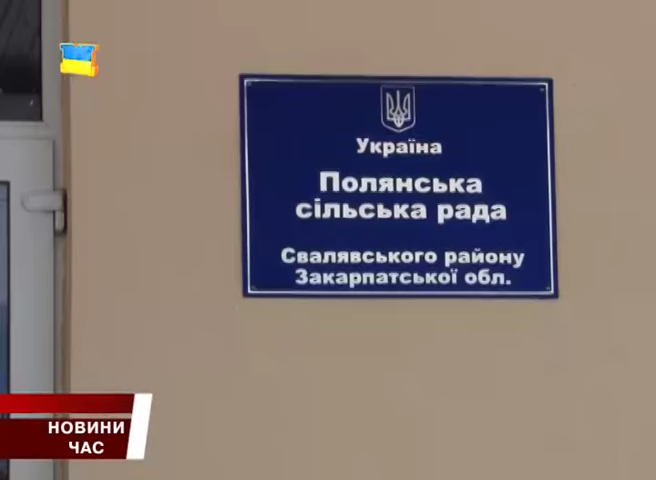 Україна
Полянська
сільська рада
Свалявського району
Закарпатської обл.
НОВИНИ
ЧАС